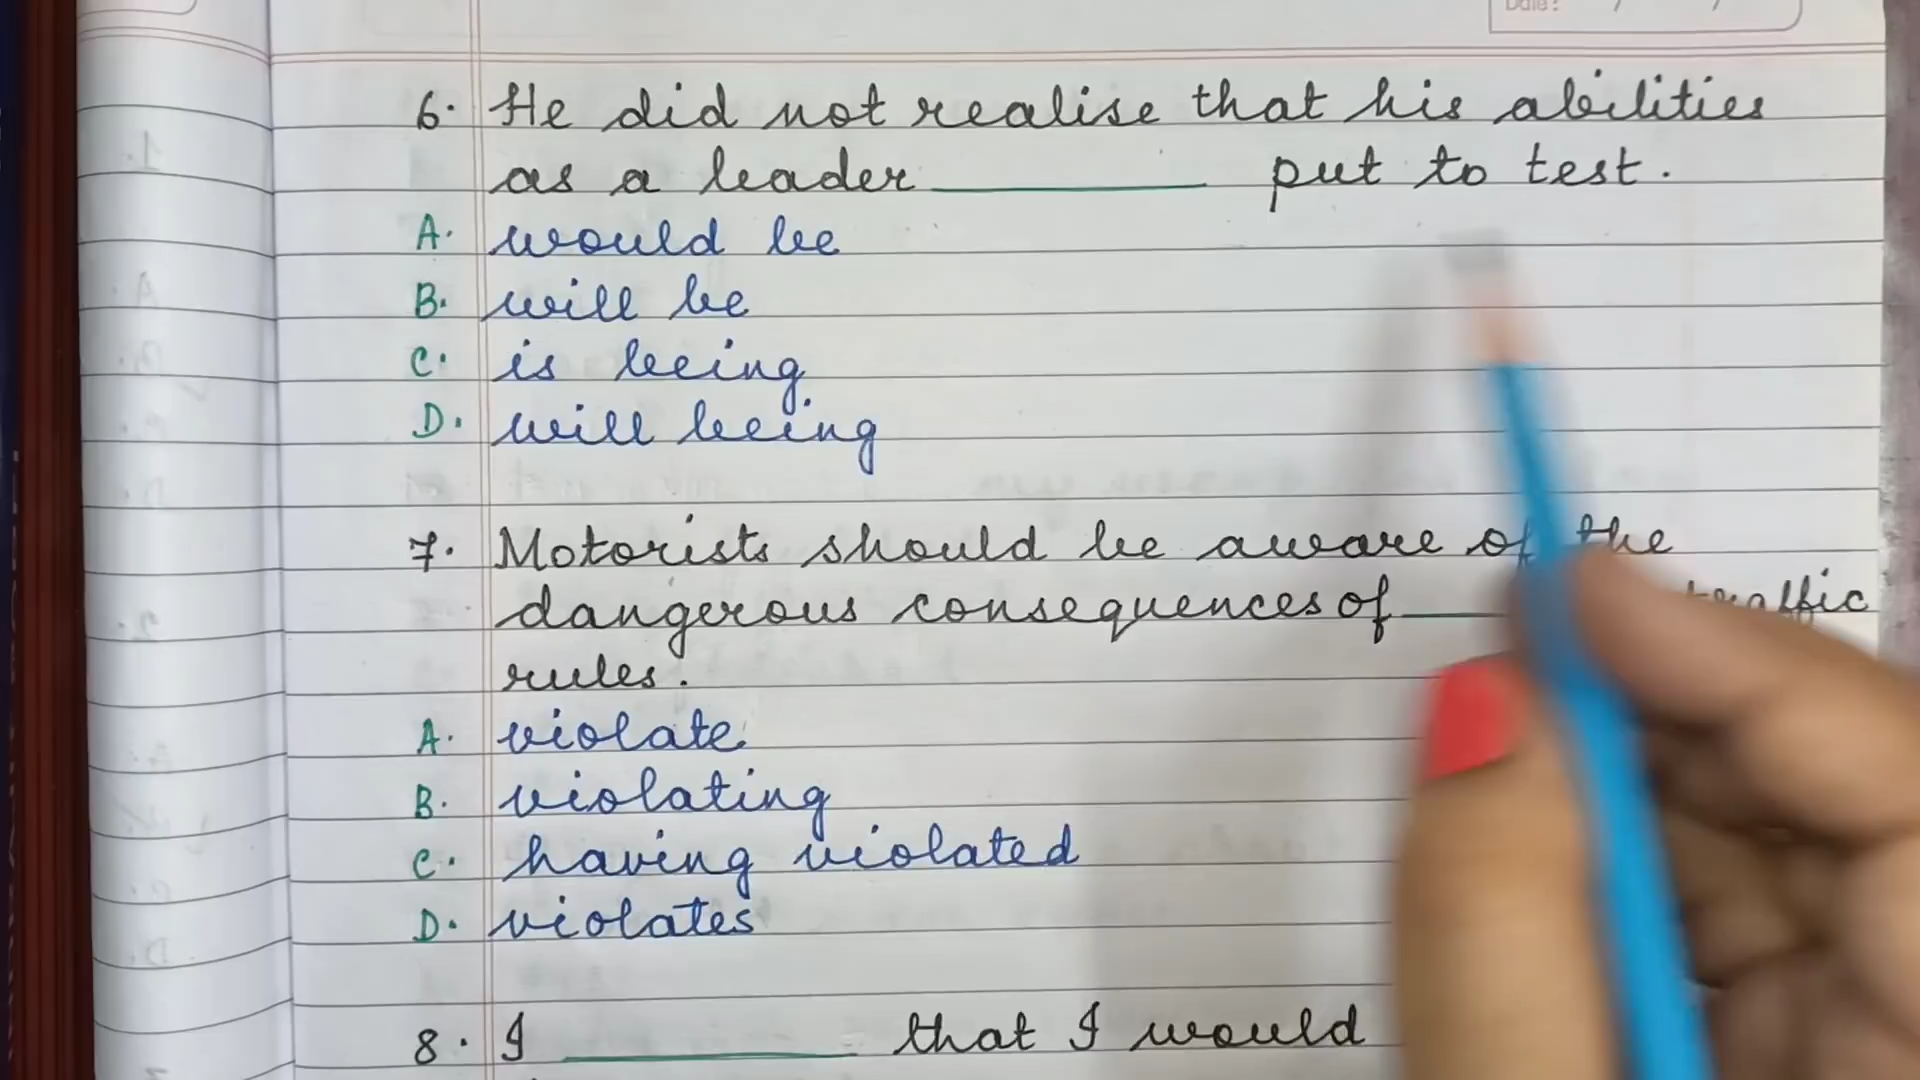 Date: / /
6. He did not realise that his abilities
as a leader ________ put to test.
A. would be
B. will be
C. is being
D. will being
7. Motorists should be aware of the
dangerous consequences of ____ traffic
rules.
A. violate
B. violating
C. having violated
D. violates
8. I ________ that I would